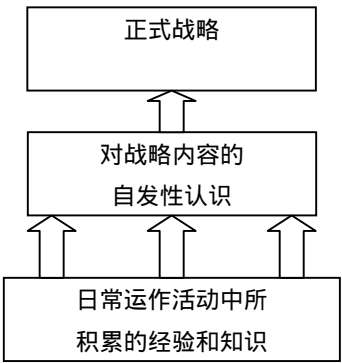 正式战略
对战略内容的
自发性认识
日常运作活动中所
积累的经验和知识